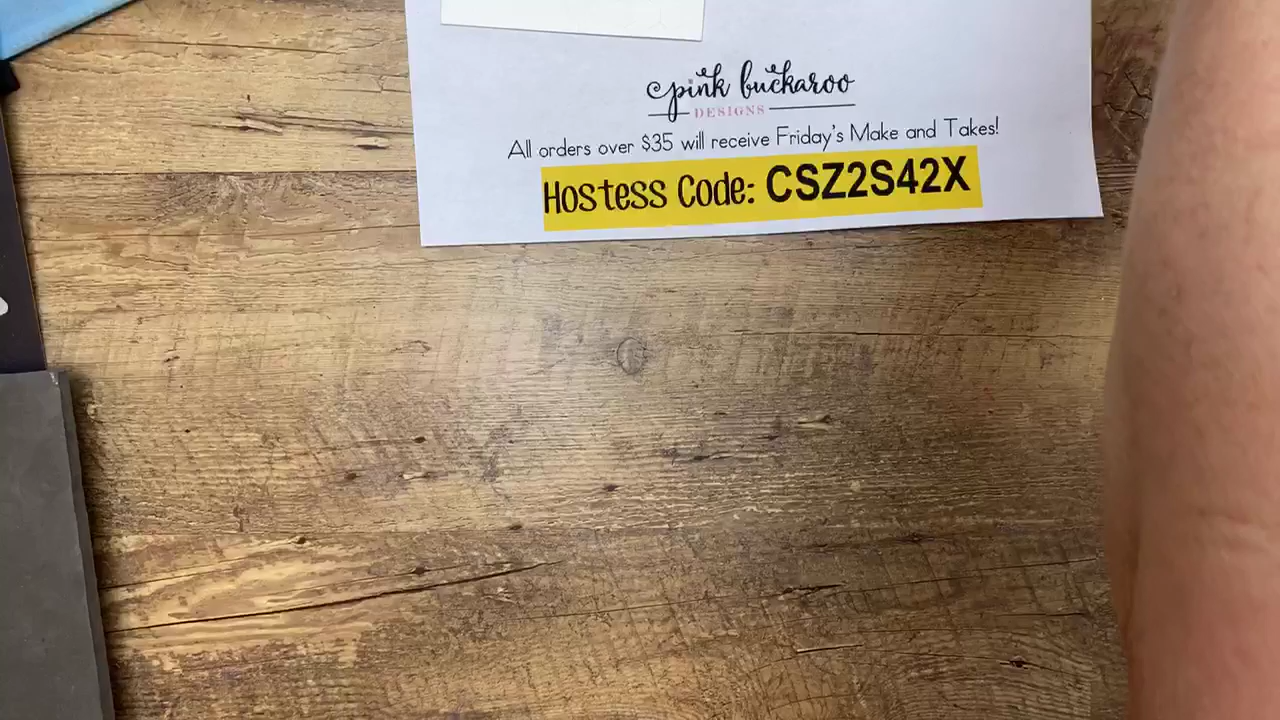 pink buckaroo
DESIGNS
All orders over $35 will receive Friday's Make and Takes!
Hostess Code: CSZ2S42X